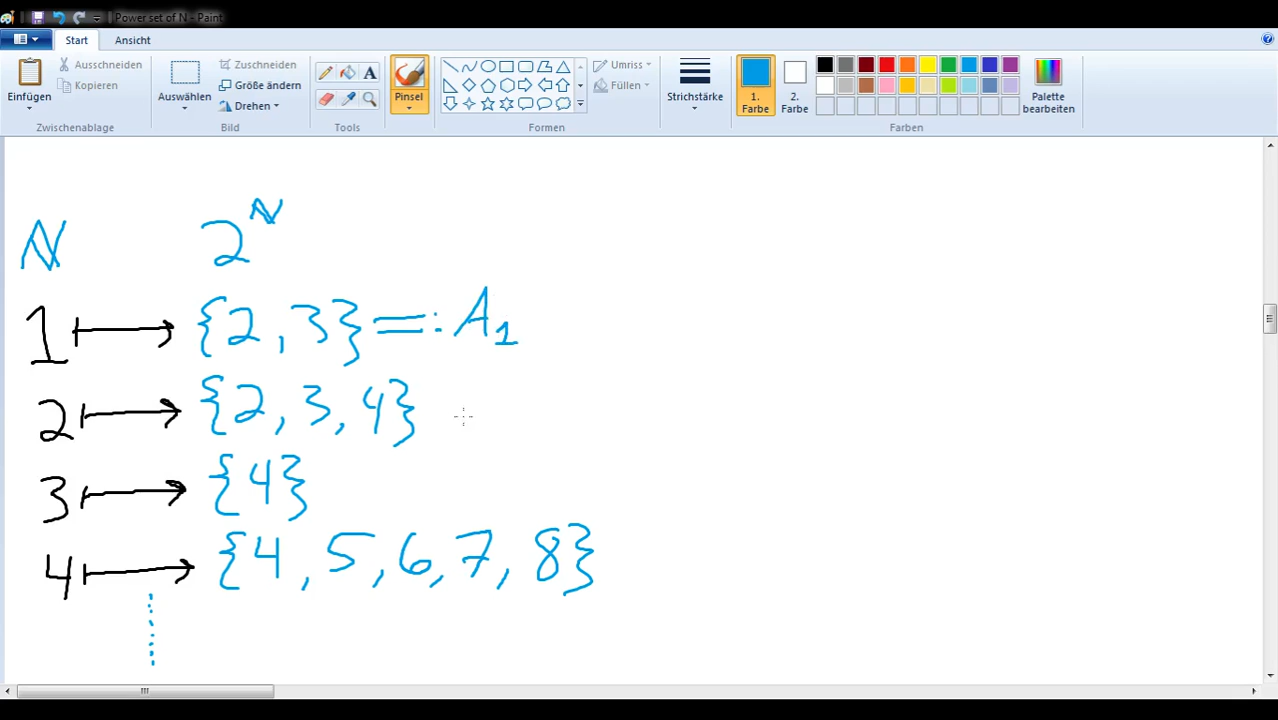 Power set of N - Paint
Start Ansicht
Einfügen
Ausschneiden
Kopieren
Zwischenablage
Auswählen
Zuschneiden
Größe ändern
Drehen
Bild
A
Tools
Pinsel
Umriss
Füllen
Formen
Strichstärke
1. Farbe
2. Farbe
Palette bearbeiten
Farben
ℕ 2^ℕ
1 ↦ {2, 3} =: A₁
2 ↦ {2, 3, 4}
3 ↦ {4}
4 ↦ {4, 5, 6, 7, 8}